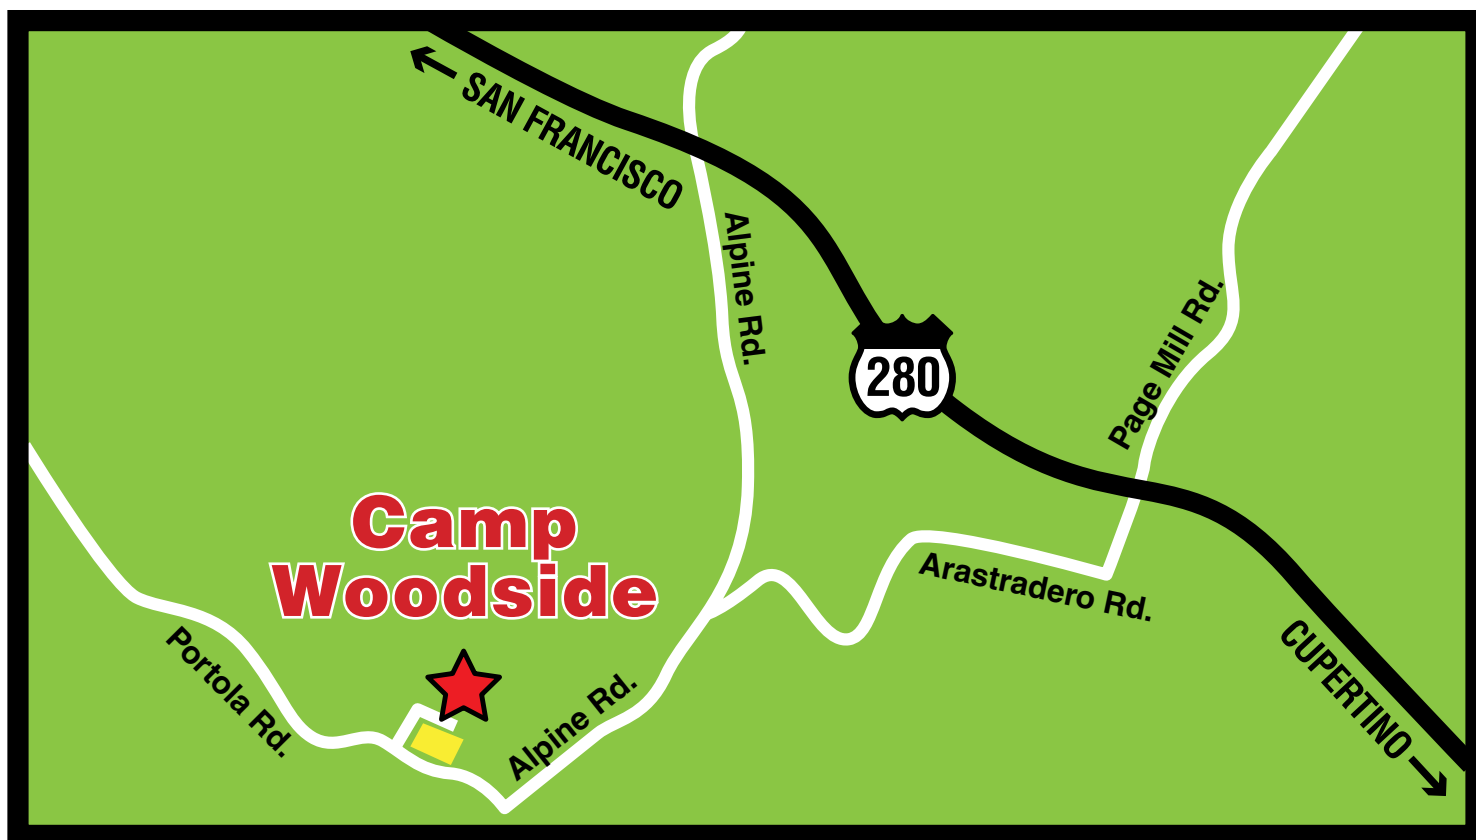 ← SAN FRANCISCO
Alpine Rd.
280
Page Mill Rd.
Camp
Woodside
Arastradero Rd.
Portola Rd.
Alpine Rd.
CUPERTINO →